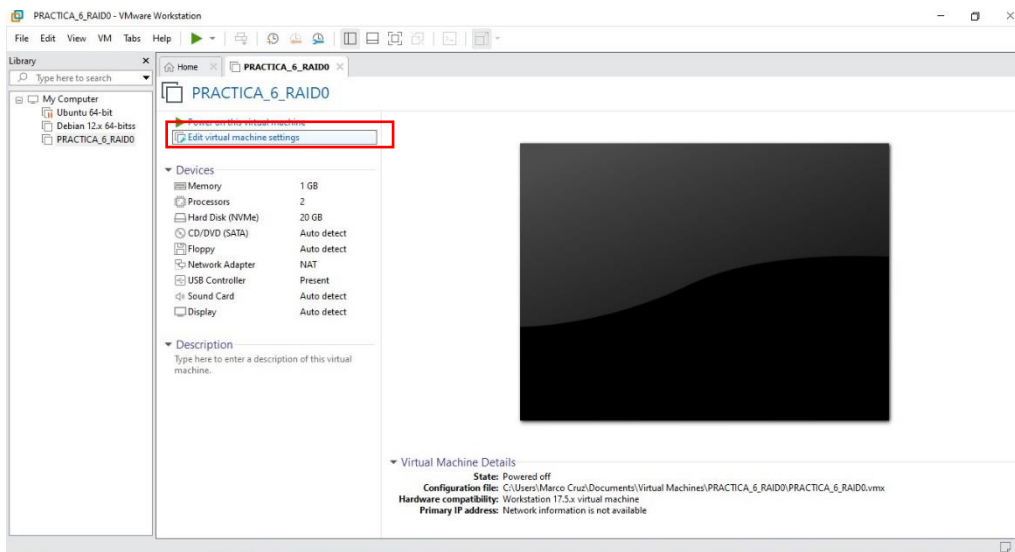 PRACTICA_6_RAID0 - VMware Workstation
File Edit View VM Tabs Help
Library
Type here to search
My Computer
Ubuntu 64-bit
Debian 12.x 64-bitss
PRACTICA_6_RAID0
Home
PRACTICA_6_RAID0
PRACTICA_6_RAID0
Power on this virtual machine
Edit virtual machine settings
Devices
Memory 1 GB
Processors 2
Hard Disk (NVMe) 20 GB
CD/DVD (SATA) Auto detect
Floppy Auto detect
Network Adapter NAT
USB Controller Present
Sound Card Auto detect
Display Auto detect
Description
Type here to enter a description of this virtual
machine.
Virtual Machine Details
State: Powered off
Configuration file: C:\Users\Marco Cruz\Documents\Virtual Machines\PRACTICA_6_RAID0\PRACTICA_6_RAID0.vmx
Hardware compatibility: Workstation 17.5.x virtual machine
Primary IP address: Network information is not available